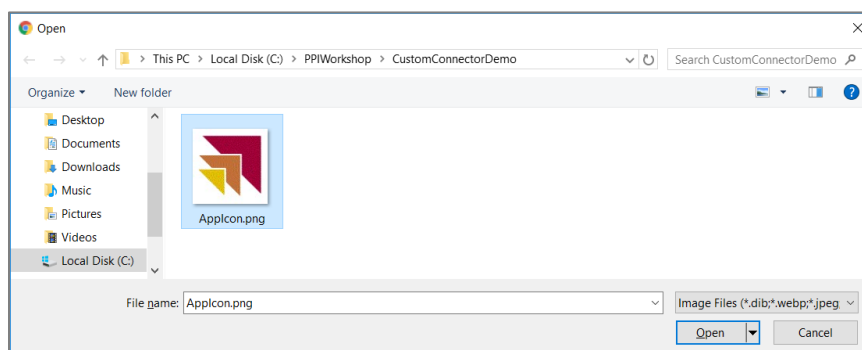 Open
This PC > Local Disk (C:) > PPIWorkshop > CustomConnectorDemo
Search CustomConnectorDemo
Organize
New folder
Desktop
Documents
Downloads
Music
Pictures
Videos
Local Disk (C:)
AppIcon.png
File name: AppIcon.png
Image Files (*.dib;*.webp;*.jpeg
Open
Cancel